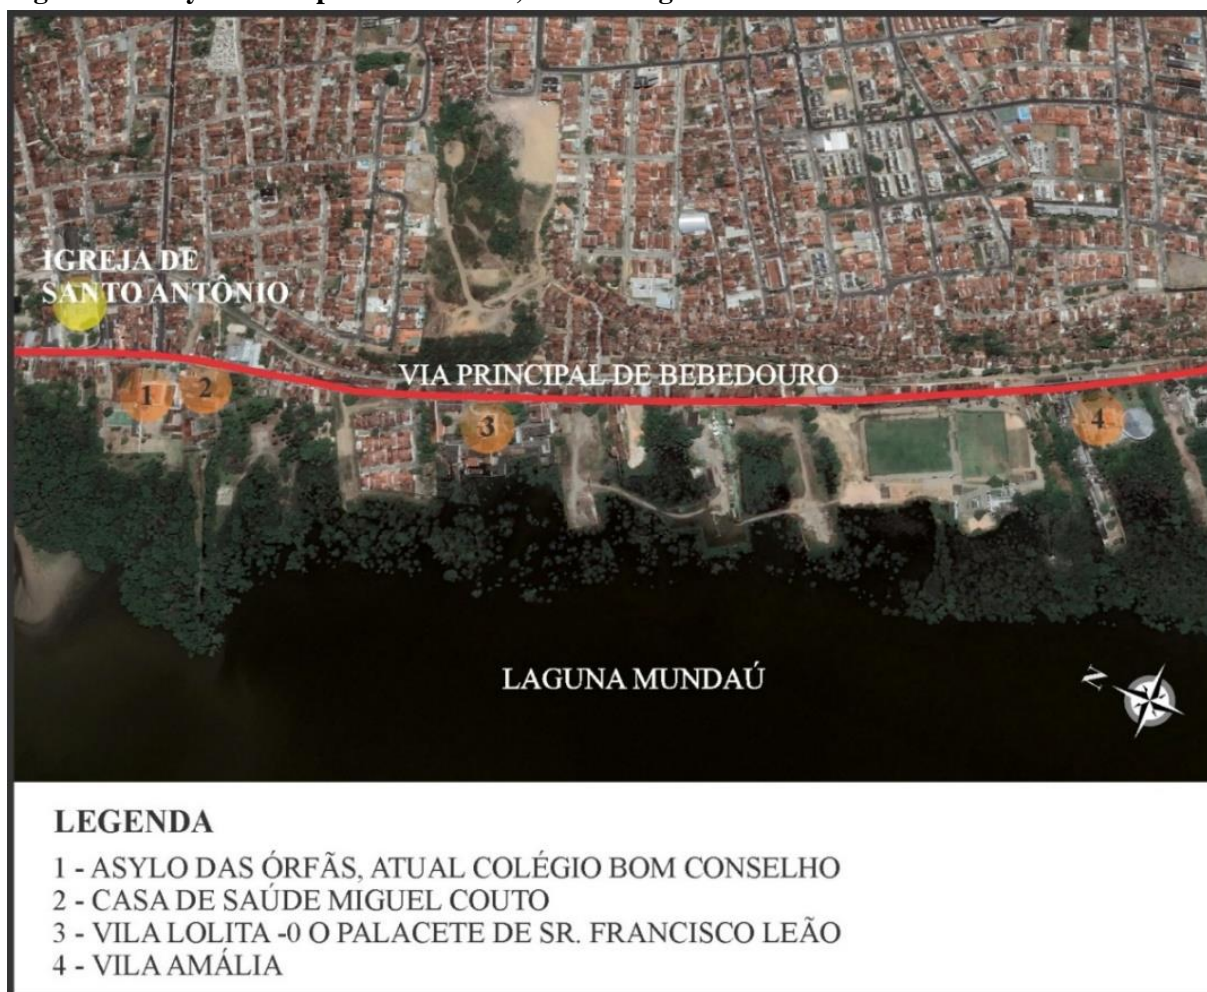 IGREJA DE
SANTO ANTÔNIO
1
2
VIA PRINCIPAL DE BEBEDOURO
3
4
LAGUNA MUNDAÚ
N
LEGENDA
1 - ASYLO DAS ÓRFÃS, ATUAL COLÉGIO BOM CONSELHO
2 - CASA DE SAÚDE MIGUEL COUTO
3 - VILA LOLITA -0 O PALACETE DE SR. FRANCISCO LEÃO
4 - VILA AMÁLIA